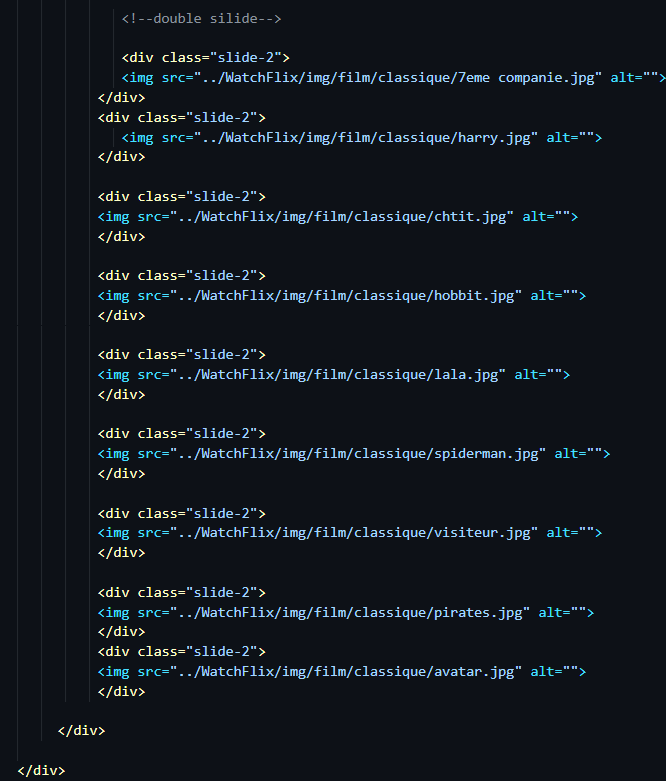 <!--double silide-->
<div class="slide-2">
<img src="../WatchFlix/img/film/classique/7eme companie.jpg" alt="">
</div>
<div class="slide-2">
<img src="../WatchFlix/img/film/classique/harry.jpg" alt="">
</div>
<div class="slide-2">
<img src="../WatchFlix/img/film/classique/chtit.jpg" alt="">
</div>
<div class="slide-2">
<img src="../WatchFlix/img/film/classique/hobbit.jpg" alt="">
</div>
<div class="slide-2">
<img src="../WatchFlix/img/film/classique/lala.jpg" alt="">
</div>
<div class="slide-2">
<img src="../WatchFlix/img/film/classique/spiderman.jpg" alt="">
</div>
<div class="slide-2">
<img src="../WatchFlix/img/film/classique/visiteur.jpg" alt="">
</div>
<div class="slide-2">
<img src="../WatchFlix/img/film/classique/pirates.jpg" alt="">
</div>
<div class="slide-2">
<img src="../WatchFlix/img/film/classique/avatar.jpg" alt="">
</div>
</div>
</div>